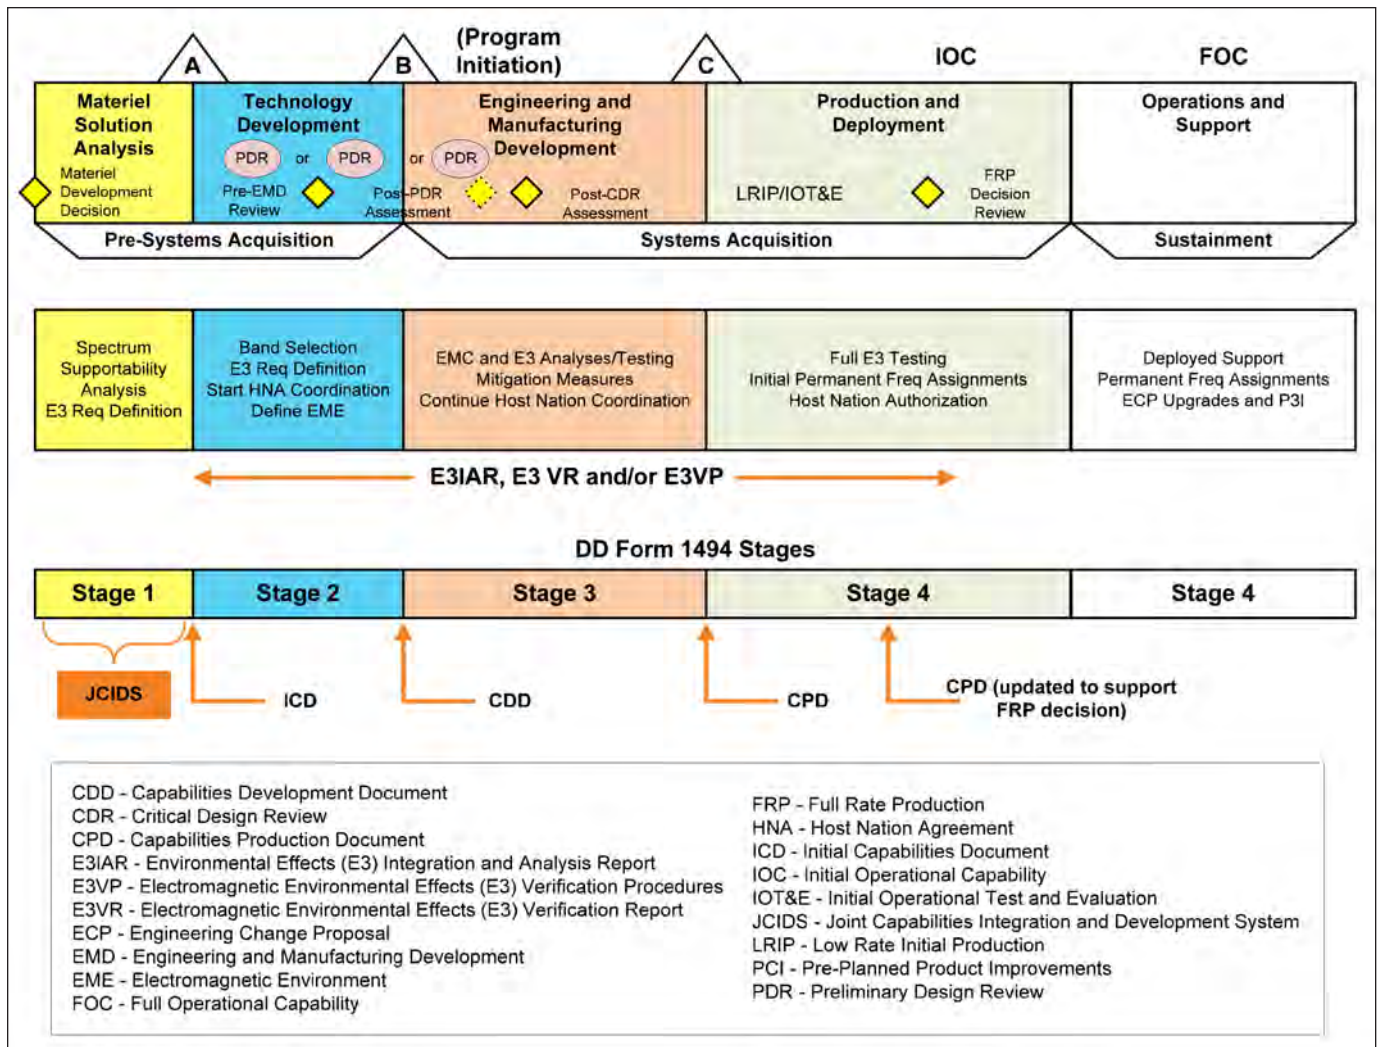 A
B
(Program
Initiation)
C
IOC
FOC
Materiel
Solution
Analysis
Materiel
Development
Decision
Technology
Development
PDR or PDR or PDR
Pre-EMD
Review
Post-PDR
Assessment
Engineering and
Manufacturing
Development
Post-CDR
Assessment
Production and
Deployment
LRIP/IOT&E
FRP
Decision
Review
Operations and
Support
Pre-Systems Acquisition
Systems Acquisition
Sustainment
Spectrum
Supportability
Analysis
E3 Req Definition
Band Selection
E3 Req Definition
Start HNA Coordination
Define EME
EMC and E3 Analyses/Testing
Mitigation Measures
Continue Host Nation Coordination
Full E3 Testing
Initial Permanent Freq Assignments
Host Nation Authorization
Deployed Support
Permanent Freq Assignments
ECP Upgrades and P3I
E3IAR, E3 VR and/or E3VP
DD Form 1494 Stages
Stage 1
Stage 2
Stage 3
Stage 4
Stage 4
JCIDS
ICD
CDD
CPD
CPD (updated to support
FRP decision)
CDD - Capabilities Development Document
CDR - Critical Design Review
CPD - Capabilities Production Document
E3IAR - Environmental Effects (E3) Integration and Analysis Report
E3VP - Electromagnetic Environmental Effects (E3) Verification Procedures
E3VR - Electromagnetic Environmental Effects (E3) Verification Report
ECP - Engineering Change Proposal
EMD - Engineering and Manufacturing Development
EME - Electromagnetic Environment
FOC - Full Operational Capability
FRP - Full Rate Production
HNA - Host Nation Agreement
ICD - Initial Capabilities Document
IOC - Initial Operational Capability
IOT&E - Initial Operational Test and Evaluation
JCIDS - Joint Capabilities Integration and Development System
LRIP - Low Rate Initial Production
PCI - Pre-Planned Product Improvements
PDR - Preliminary Design Review